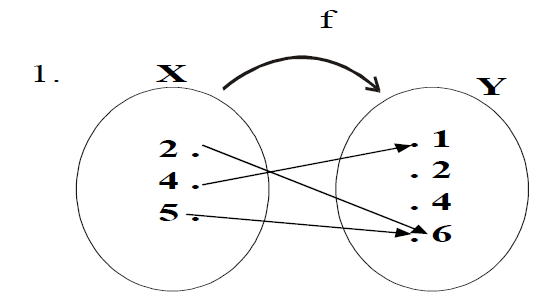 f
1. X Y
2 . . 1
4 . . 2
5 . . 4
. 6